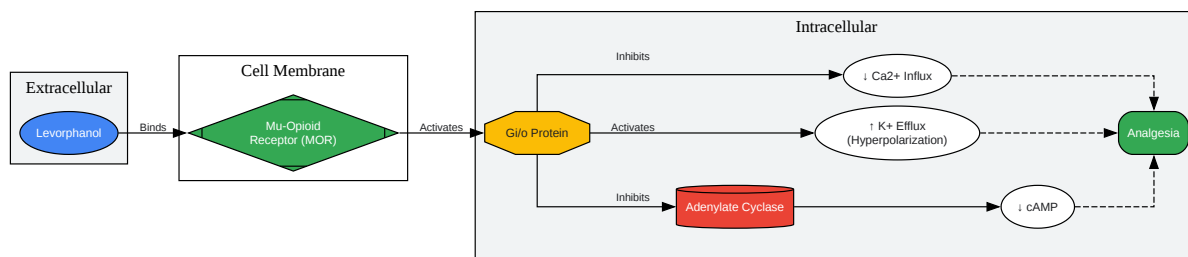 Intracellular
Inhibits
↓ Ca2+ Influx
Cell Membrane
Extracellular
Levorphanol
Binds
Mu-Opioid
Receptor (MOR)
Activates
Gi/o Protein
Activates
↑ K+ Efflux
(Hyperpolarization)
Analgesia
Inhibits
Adenylate Cyclase
↓ cAMP